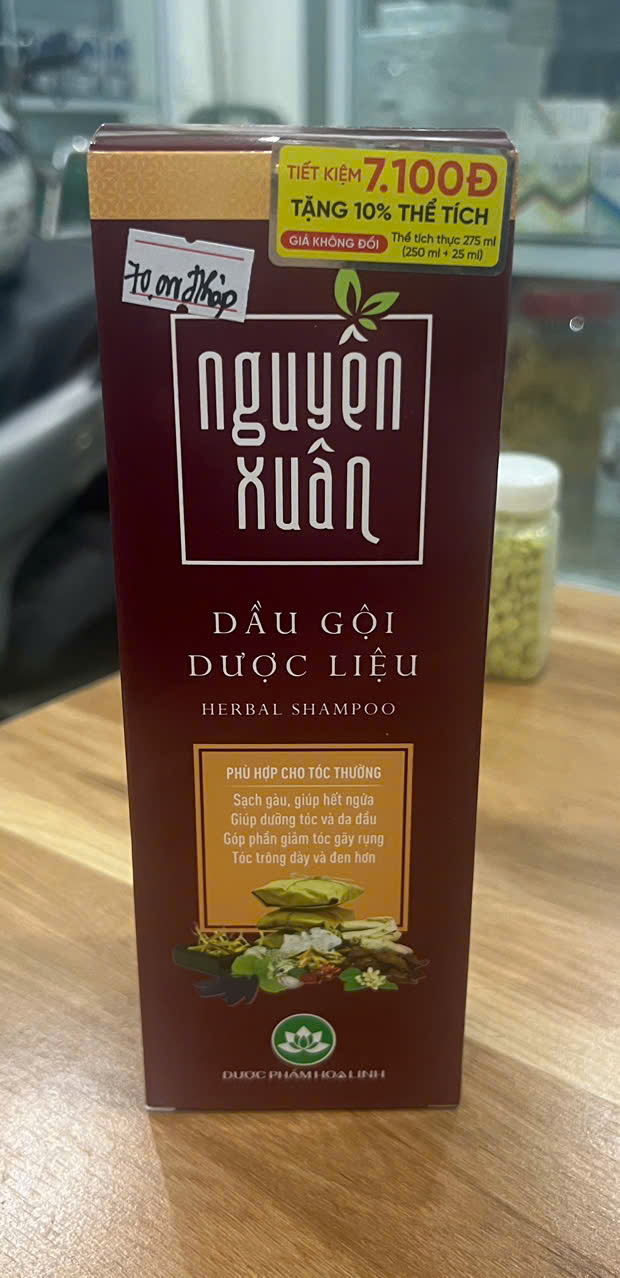 TIẾT KIỆM 7.100Đ
TẶNG 10% THỂ TÍCH
GIÁ KHÔNG ĐỔI Thể tích thực 275 ml
(250 ml + 25 ml)
70
nguyên
xuân
DẦU GỘI
DƯỢC LIỆU
HERBAL SHAMPOO
PHÙ HỢP CHO TÓC THƯỜNG
Sạch gàu, giúp hết ngứa
Giúp dưỡng tóc và da đầu
Góp phần giảm tóc gãy rụng
Tóc trông dày và đen hơn
DƯỢC PHẨM HOA LINH